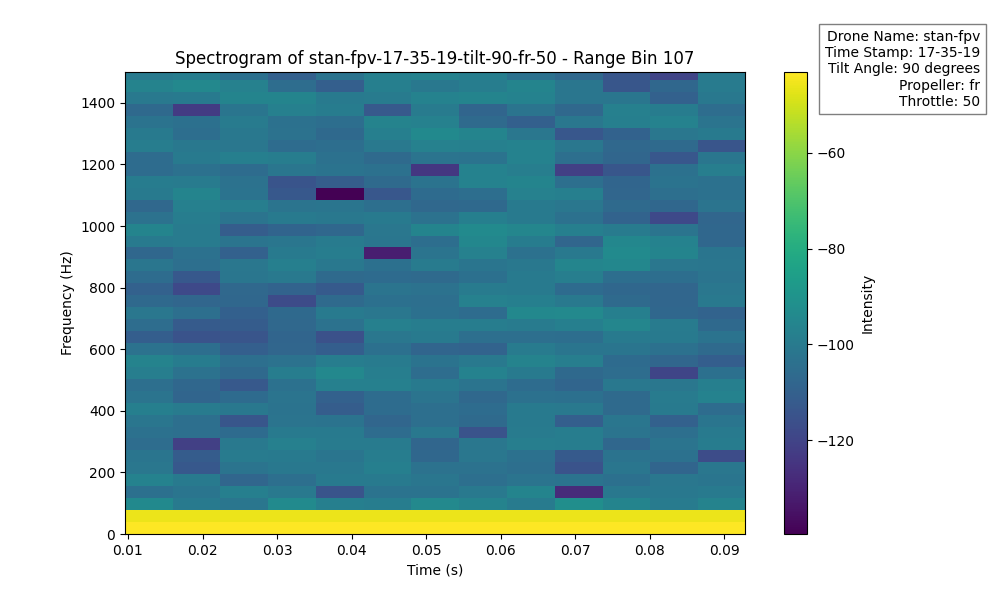 Drone Name: stan-fpv
Time Stamp: 17-35-19
Tilt Angle: 90 degrees
Propeller: fr
Throttle: 50
Spectrogram of stan-fpv-17-35-19-tilt-90-fr-50 - Range Bin 107
1400
1200
1000
800
600
400
200
0
Frequency (Hz)
0.01 0.02 0.03 0.04 0.05 0.06 0.07 0.08 0.09
Time (s)
−60
−80
−100
−120
Intensity